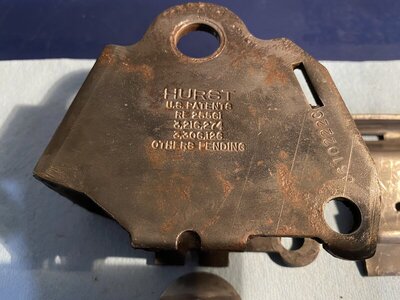 HURST
U.S. PATENTS
RE 25561
3,216,274
3,306,126
OTHERS PENDING